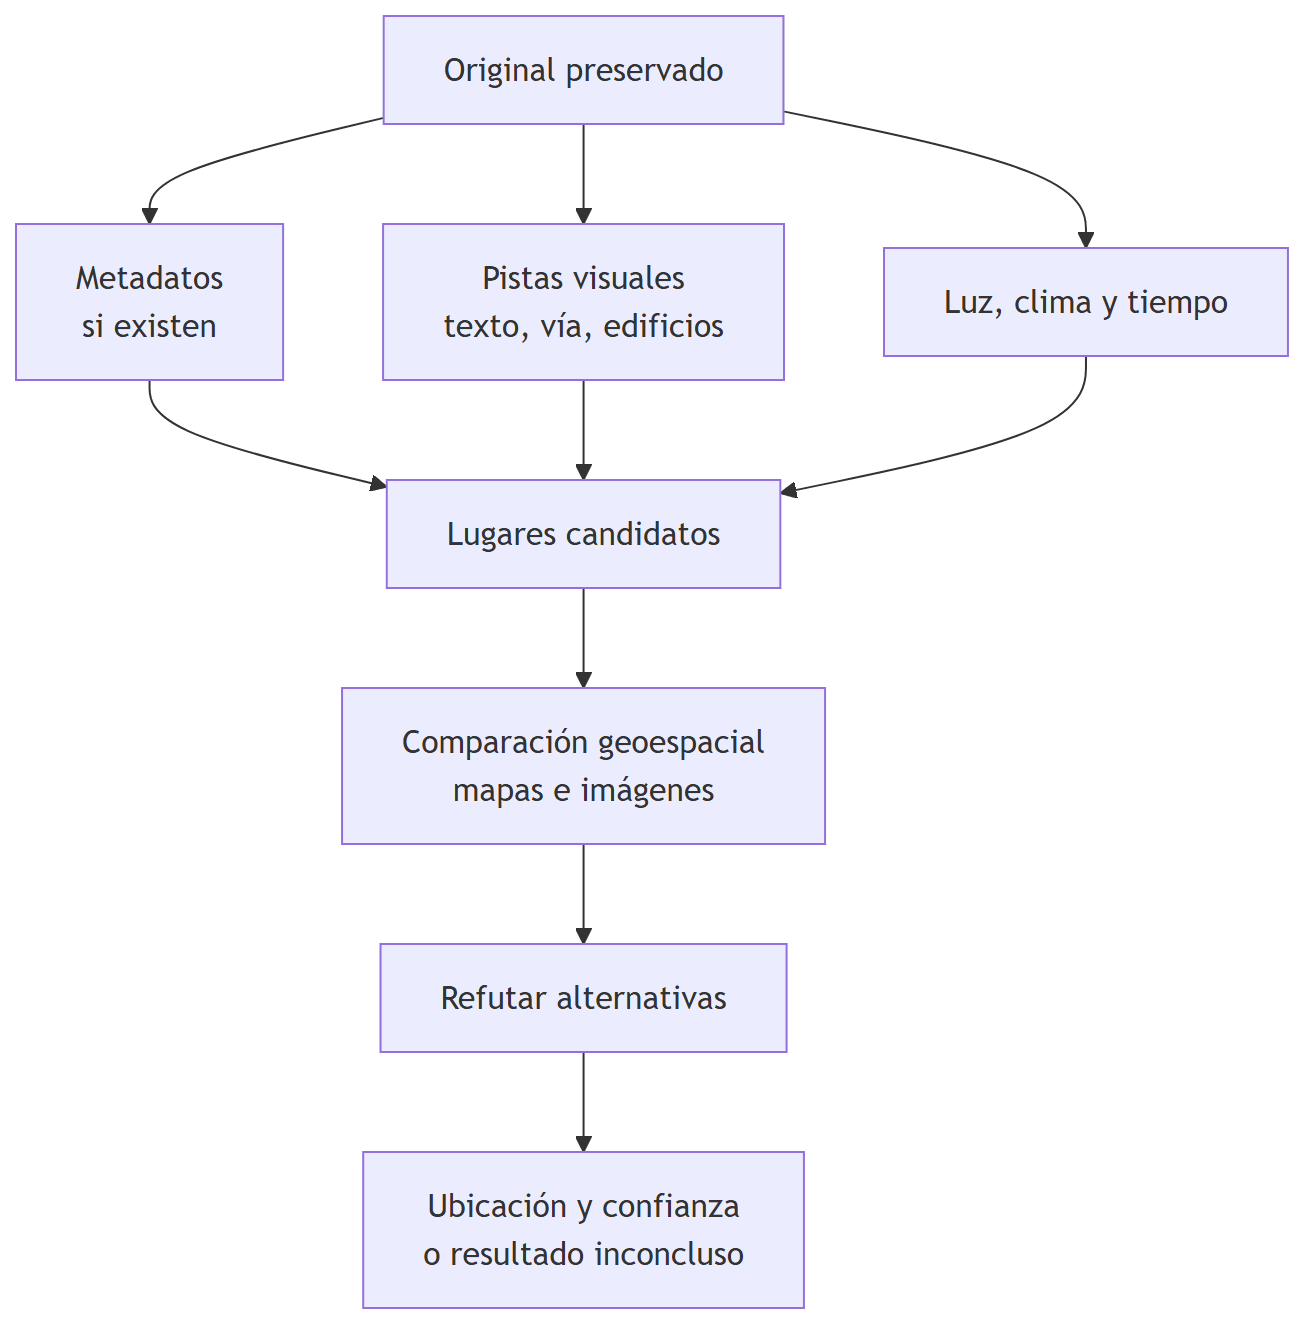 Original preservado
Metadatos
si existen
Pistas visuales
texto, vía, edificios
Luz, clima y tiempo
Lugares candidatos
Comparación geoespacial
mapas e imágenes
Refutar alternativas
Ubicación y confianza
o resultado inconcluso